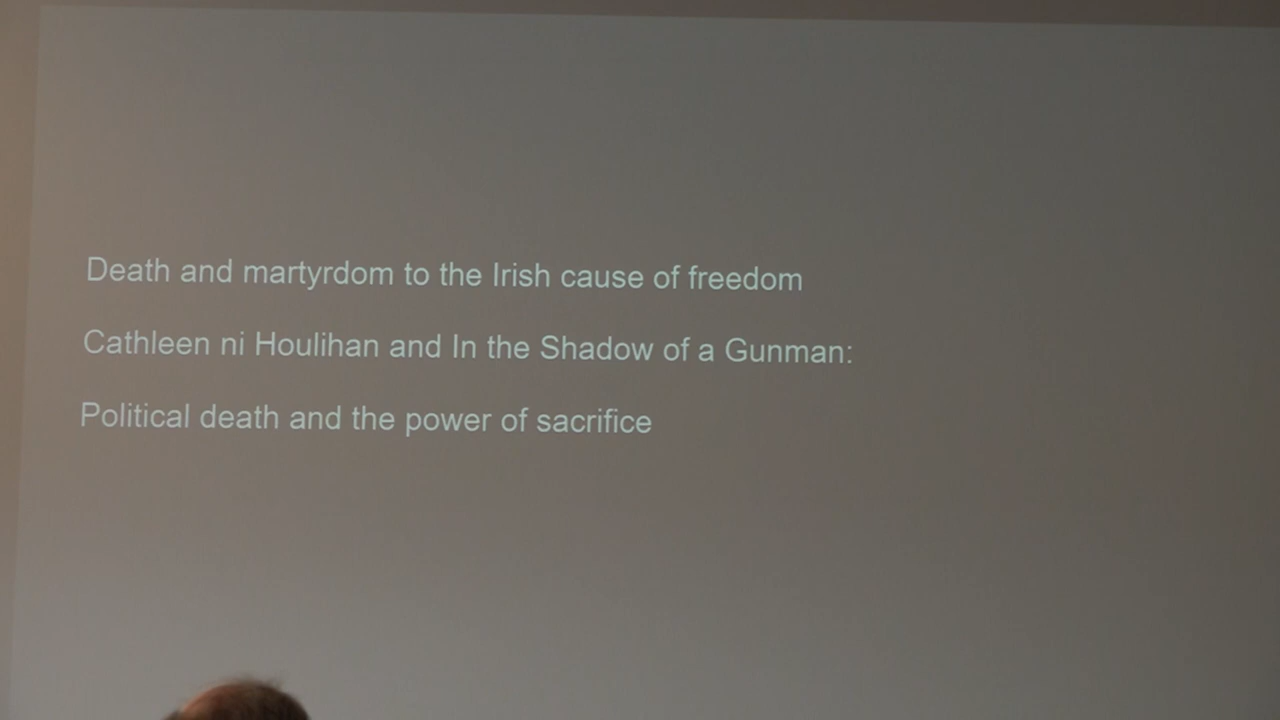 Death and martyrdom to the Irish cause of freedom
Cathleen ni Houlihan and In the Shadow of a Gunman:
Political death and the power of sacrifice